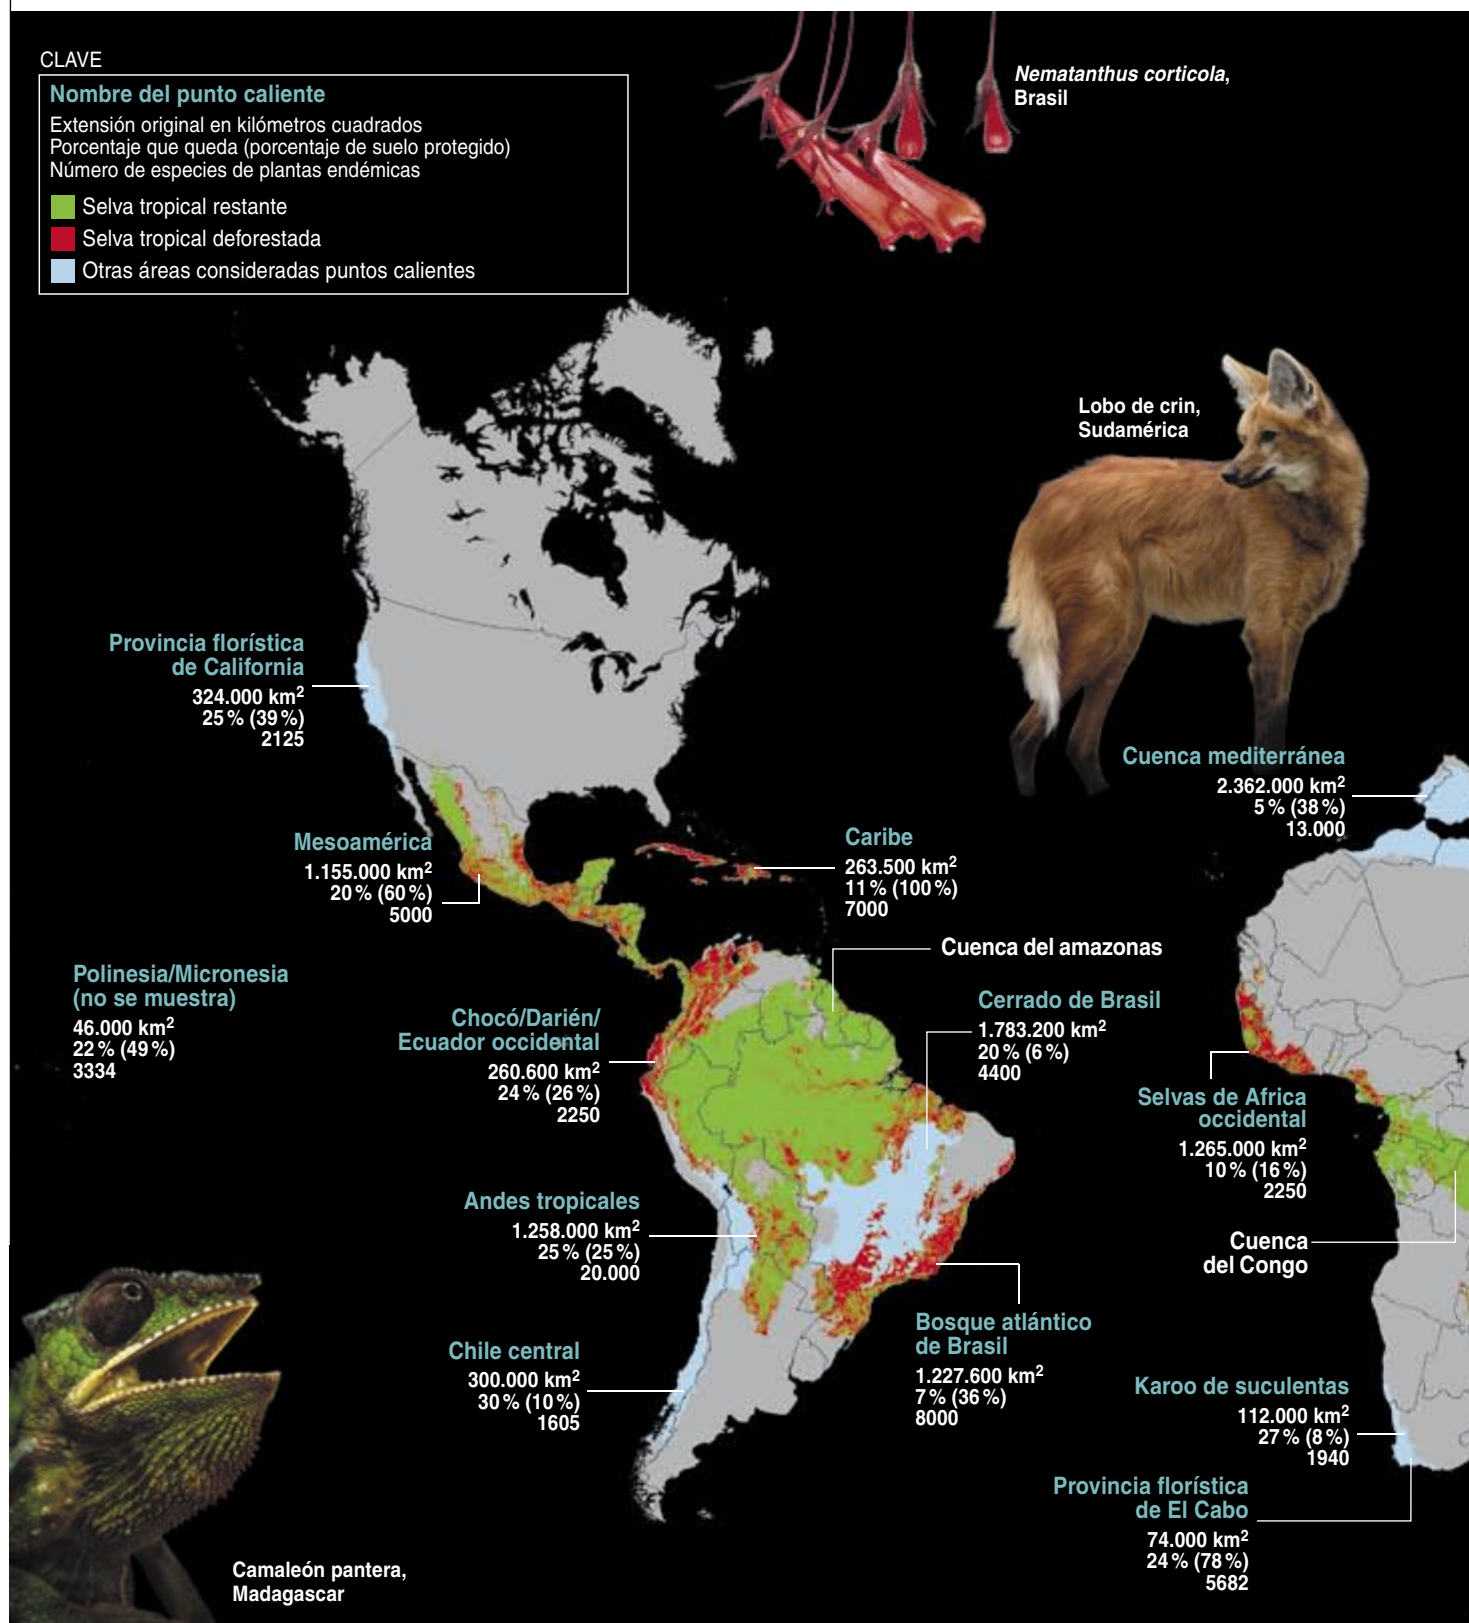 CLAVE
Nombre del punto caliente
Extensión original en kilómetros cuadrados
Porcentaje que queda (porcentaje de suelo protegido)
Número de especies de plantas endémicas
Selva tropical restante
Selva tropical deforestada
Otras áreas consideradas puntos calientes
Nematanthus corticola,
Brasil
Lobo de crin,
Sudamérica
Provincia florística
de California
324.000 km²
25 % (39 %)
2125
Cuenca mediterránea
2.362.000 km²
5 % (38 %)
13.000
Mesoamérica
1.155.000 km²
20 % (60 %)
5000
Caribe
263.500 km²
11 % (100 %)
7000
Cuenca del amazonas
Polinesia/Micronesia
(no se muestra)
46.000 km²
22 % (49 %)
3334
Chocó/Darién/
Ecuador occidental
260.600 km²
24 % (26 %)
2250
Cerrado de Brasil
1.783.200 km²
20 % (6 %)
4400
Selvas de Africa
occidental
1.265.000 km²
10 % (16 %)
2250
Andes tropicales
1.258.000 km²
25 % (25 %)
20.000
Cuenca
del Congo
Bosque atlántico
de Brasil
1.227.600 km²
7 % (36 %)
8000
Chile central
300.000 km²
30 % (10 %)
1605
Karoo de suculentas
112.000 km²
27 % (8 %)
1940
Provincia florística
de El Cabo
74.000 km²
24 % (78 %)
5682
Camaleón pantera,
Madagascar